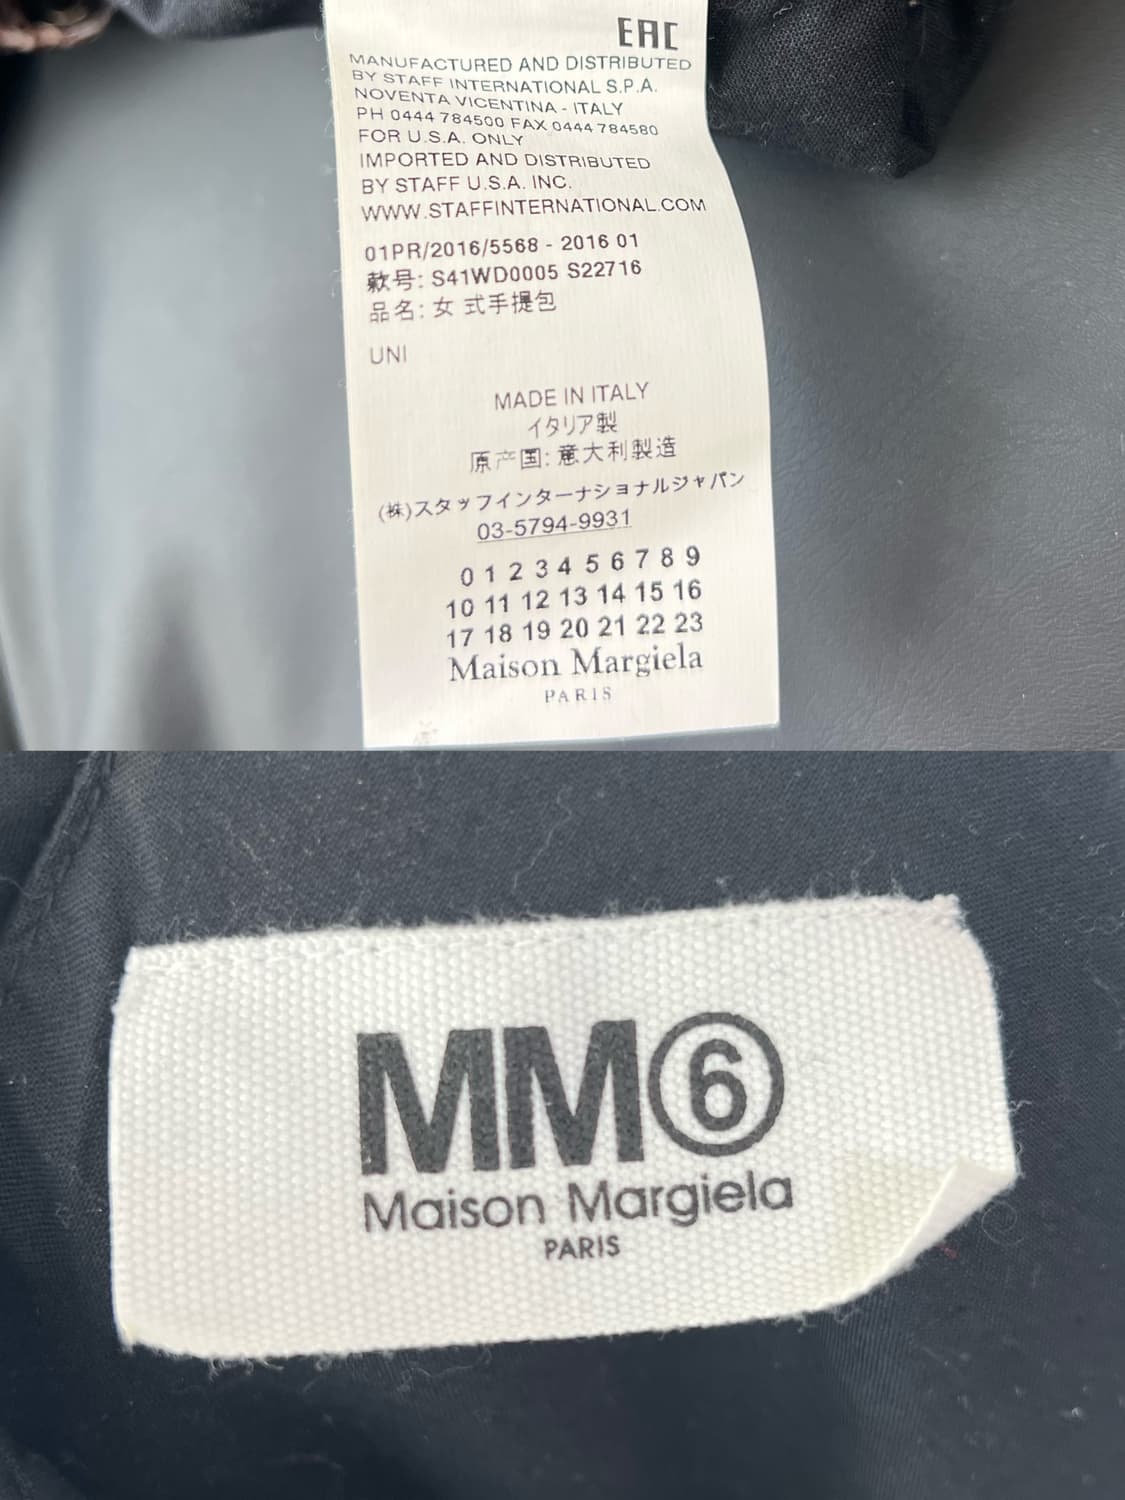 EAC
MANUFACTURED AND DISTRIBUTED
BY STAFF INTERNATIONAL S.P.A.
NOVENTA VICENTINA - ITALY
PH 0444 784500 FAX 0444 784580
FOR U.S.A. ONLY
IMPORTED AND DISTRIBUTED
BY STAFF U.S.A. INC.
WWW.STAFFINTERNATIONAL.COM
01PR/2016/5568 - 2016 01
款号: S41WD0005 S22716
品名: 女 式手提包
UNI
MADE IN ITALY
イタリア製
原产国: 意大利製造
(株)スタッフインターナショナルジャパン
03-5794-9931
0 1 2 3 4 5 6 7 8 9
10 11 12 13 14 15 16
17 18 19 20 21 22 23
Maison Margiela
PARIS
MM⑥
Maison Margiela
PARIS